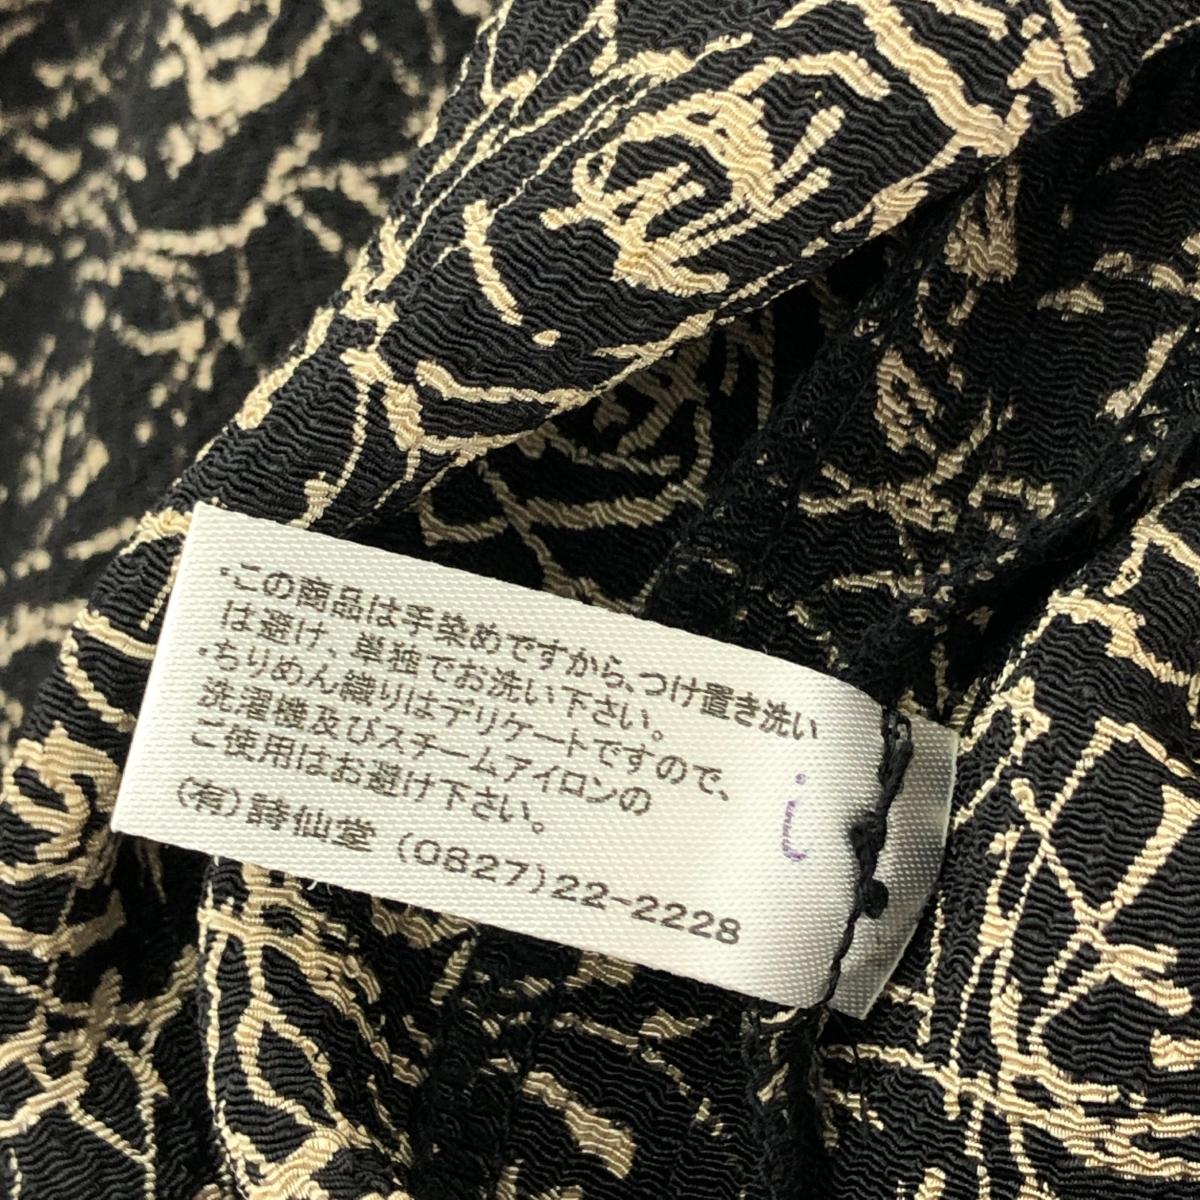 ・この商品は手染めですから、つけ置き洗い
は避け、単独でお洗い下さい。
・ちりめん織りはデリケートですので、
洗濯機及びスチームアイロンの
ご使用はお避け下さい。
(有)詩仙堂 (0827)22-2228